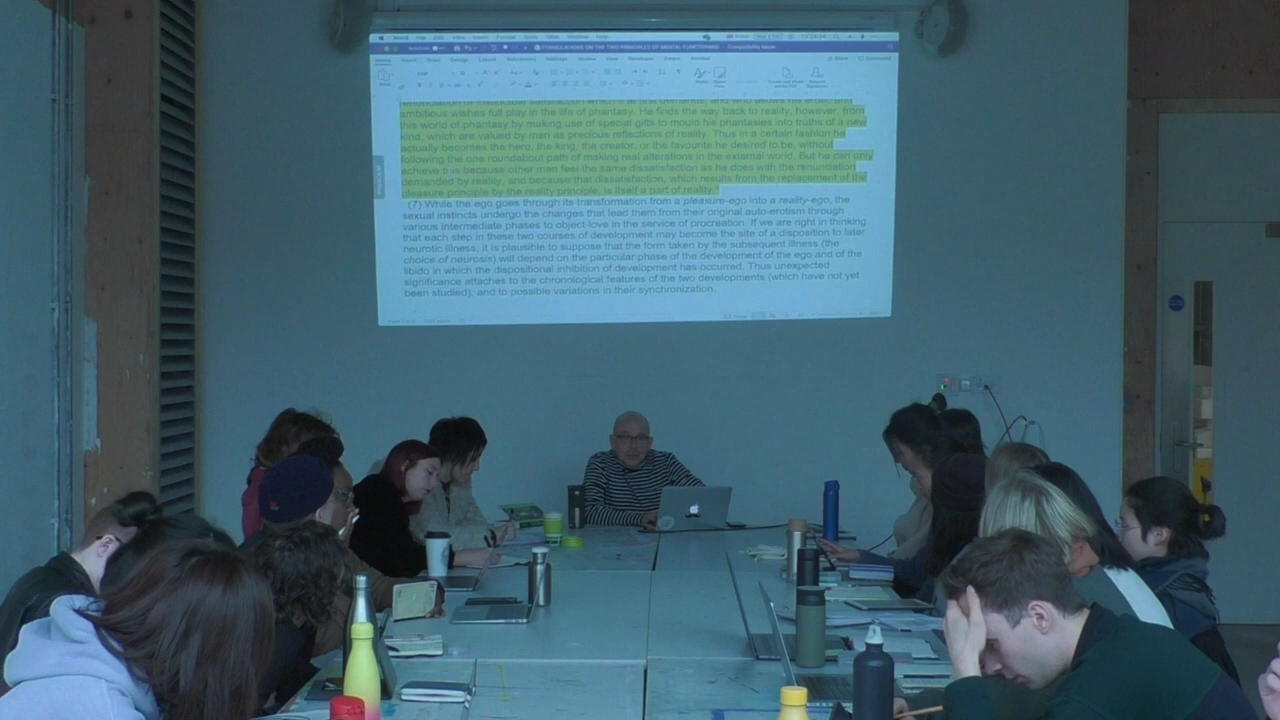 FORMULATIONS ON THE TWO PRINCIPLES OF MENTAL FUNCTIONING
ambitious wishes full play in the life of phantasy. He finds the way back to reality, however, from
this world of phantasy by making use of special gifts to mould his phantasies into truths of a new
kind, which are valued by men as precious reflections of reality. Thus in a certain fashion he
actually becomes the hero, the king, the creator, or the favourite he desired to be, without
following the one roundabout path of making real alterations in the external world. But he can only
achieve this because other men feel the same dissatisfaction as he does with the renunciation
demanded by reality, and because that dissatisfaction, which results from the replacement of the
pleasure principle by the reality principle, is itself a part of reality.
(7) While the ego goes through its transformation from a pleasure-ego into a reality-ego, the
sexual instincts undergo the changes that lead them from their original auto-erotism through
various intermediate phases to object-love in the service of procreation. If we are right in thinking
that each step in these two courses of development may become the site of a disposition to later
neurotic illness, it is plausible to suppose that the form taken by the subsequent illness (the
choice of neurosis) will depend on the particular phase of the development of the ego and of the
libido in which the dispositional inhibition of development has occurred. Thus unexpected
significance attaches to the chronological features of the two developments (which have not yet
been studied), and to possible variations in their synchronization.